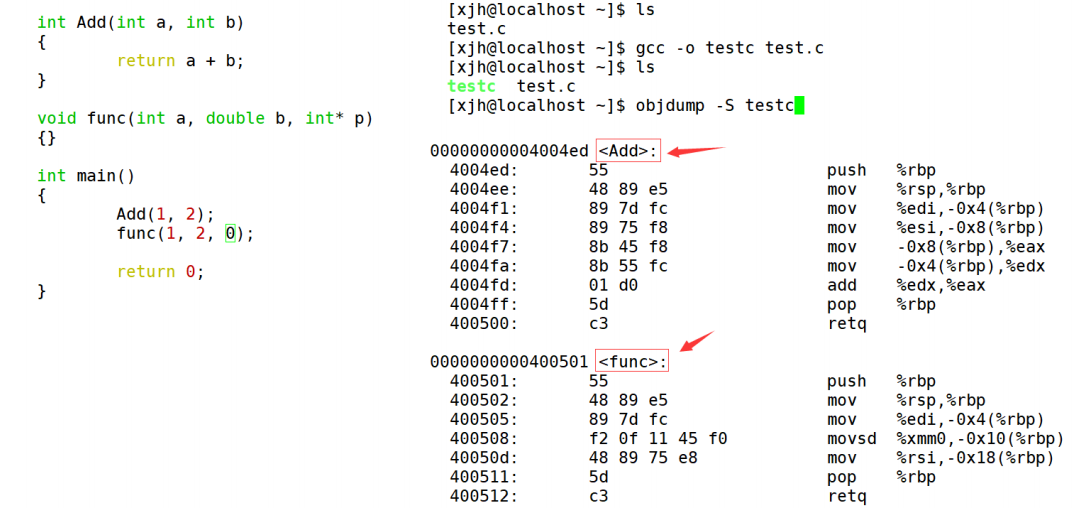 int Add(int a, int b)
{
        return a + b;
}
void func(int a, double b, int* p)
{}
int main()
{
        Add(1, 2);
        func(1, 2, 0);
        return 0;
}
[xjh@localhost ~]$ ls
test.c
[xjh@localhost ~]$ gcc -o testc test.c
[xjh@localhost ~]$ ls
testc  test.c
[xjh@localhost ~]$ objdump -S testc
00000000004004ed <Add>:
  4004ed:       55                      push   %rbp
  4004ee:       48 89 e5                mov    %rsp,%rbp
  4004f1:       89 7d fc                mov    %edi,-0x4(%rbp)
  4004f4:       89 75 f8                mov    %esi,-0x8(%rbp)
  4004f7:       8b 45 f8                mov    -0x8(%rbp),%eax
  4004fa:       8b 55 fc                mov    -0x4(%rbp),%edx
  4004fd:       01 d0                   add    %edx,%eax
  4004ff:       5d                      pop    %rbp
  400500:       c3                      retq
0000000000400501 <func>:
  400501:       55                      push   %rbp
  400502:       48 89 e5                mov    %rsp,%rbp
  400505:       89 7d fc                mov    %edi,-0x4(%rbp)
  400508:       f2 0f 11 45 f0          movsd  %xmm0,-0x10(%rbp)
  40050d:       48 89 75 e8             mov    %rsi,-0x18(%rbp)
  400511:       5d                      pop    %rbp
  400512:       c3                      retq